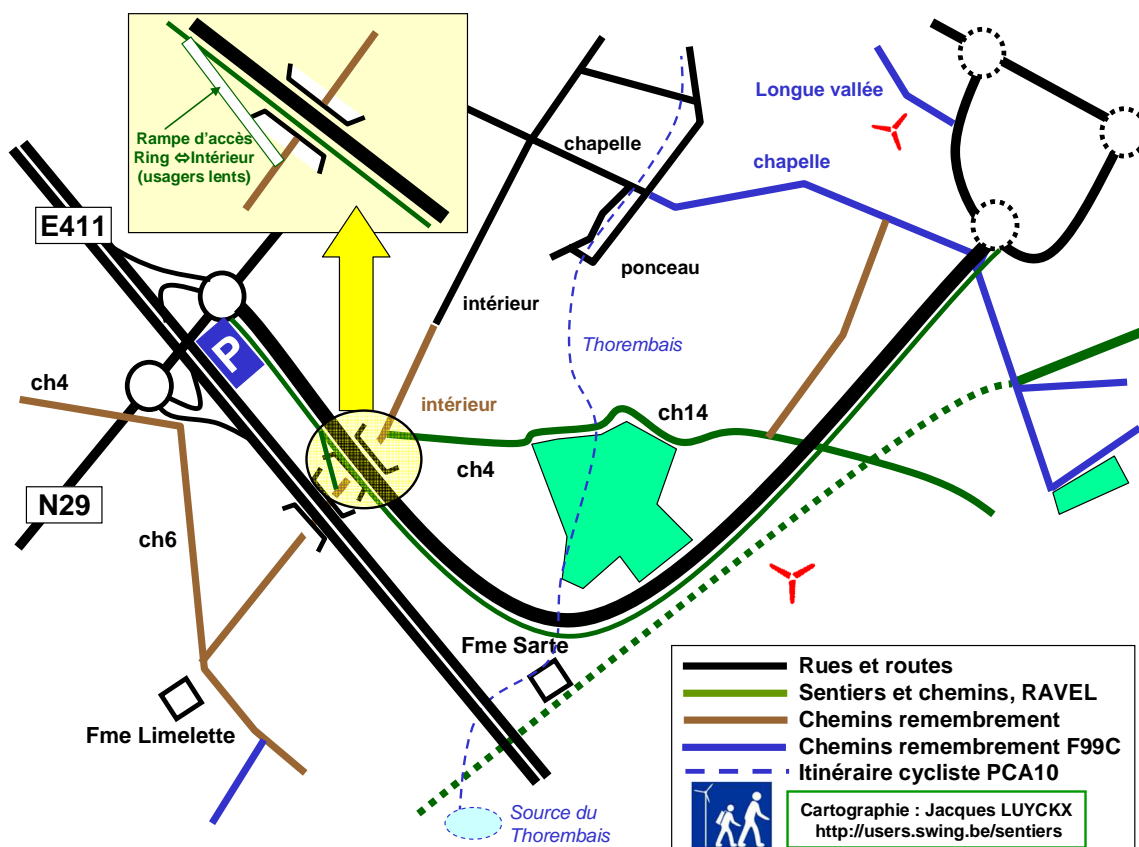 Rampe d'accès
Ring ⇔Intérieur
(usagers lents)
Longue vallée
chapelle
chapelle
E411
ponceau
intérieur
Thorembais
P
ch4
intérieur
ch14
ch4
N29
ch6
Fme Sarte
Fme Limelette
Source du
Thorembais
Rues et routes
Sentiers et chemins, RAVEL
Chemins remembrement
Chemins remembrement F99C
Itinéraire cycliste PCA10
Cartographie : Jacques LUYCKX
http://users.swing.be/sentiers